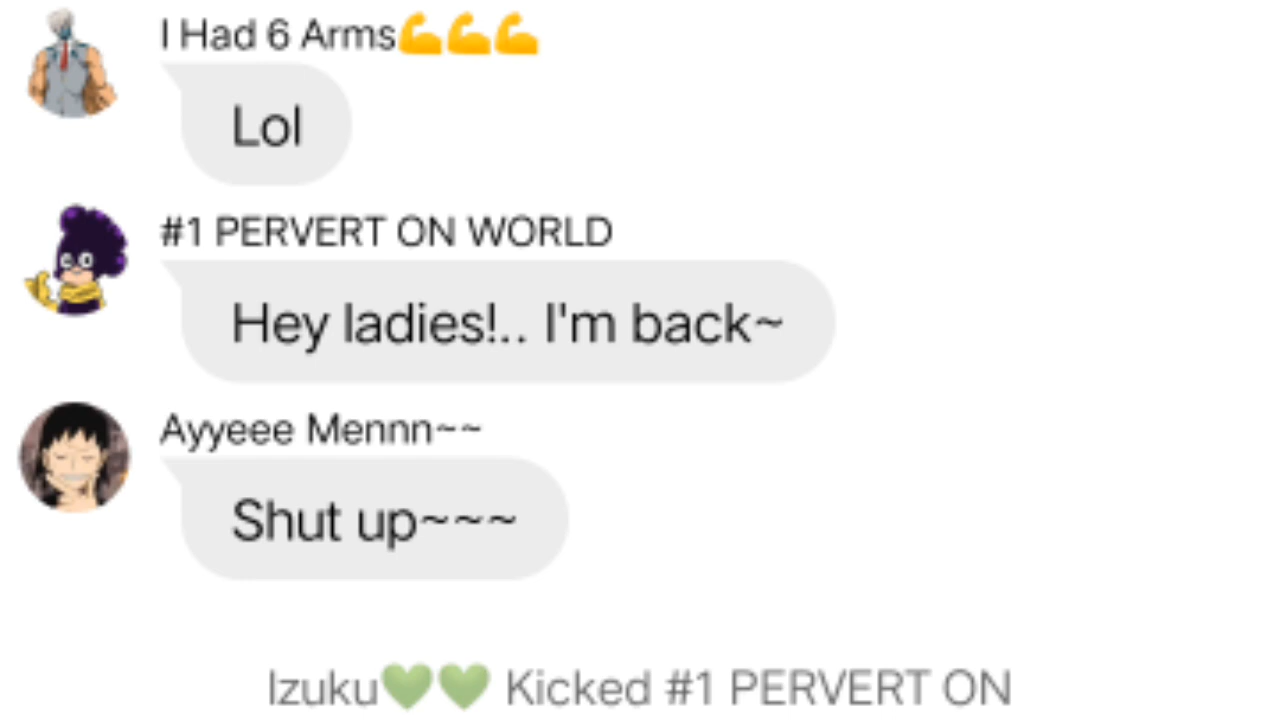 I Had 6 Arms💪💪💪
Lol
#1 PERVERT ON WORLD
Hey ladies!.. I'm back~
Ayyeee Mennn~~
Shut up~~~
Izuku💚💚 Kicked #1 PERVERT ON